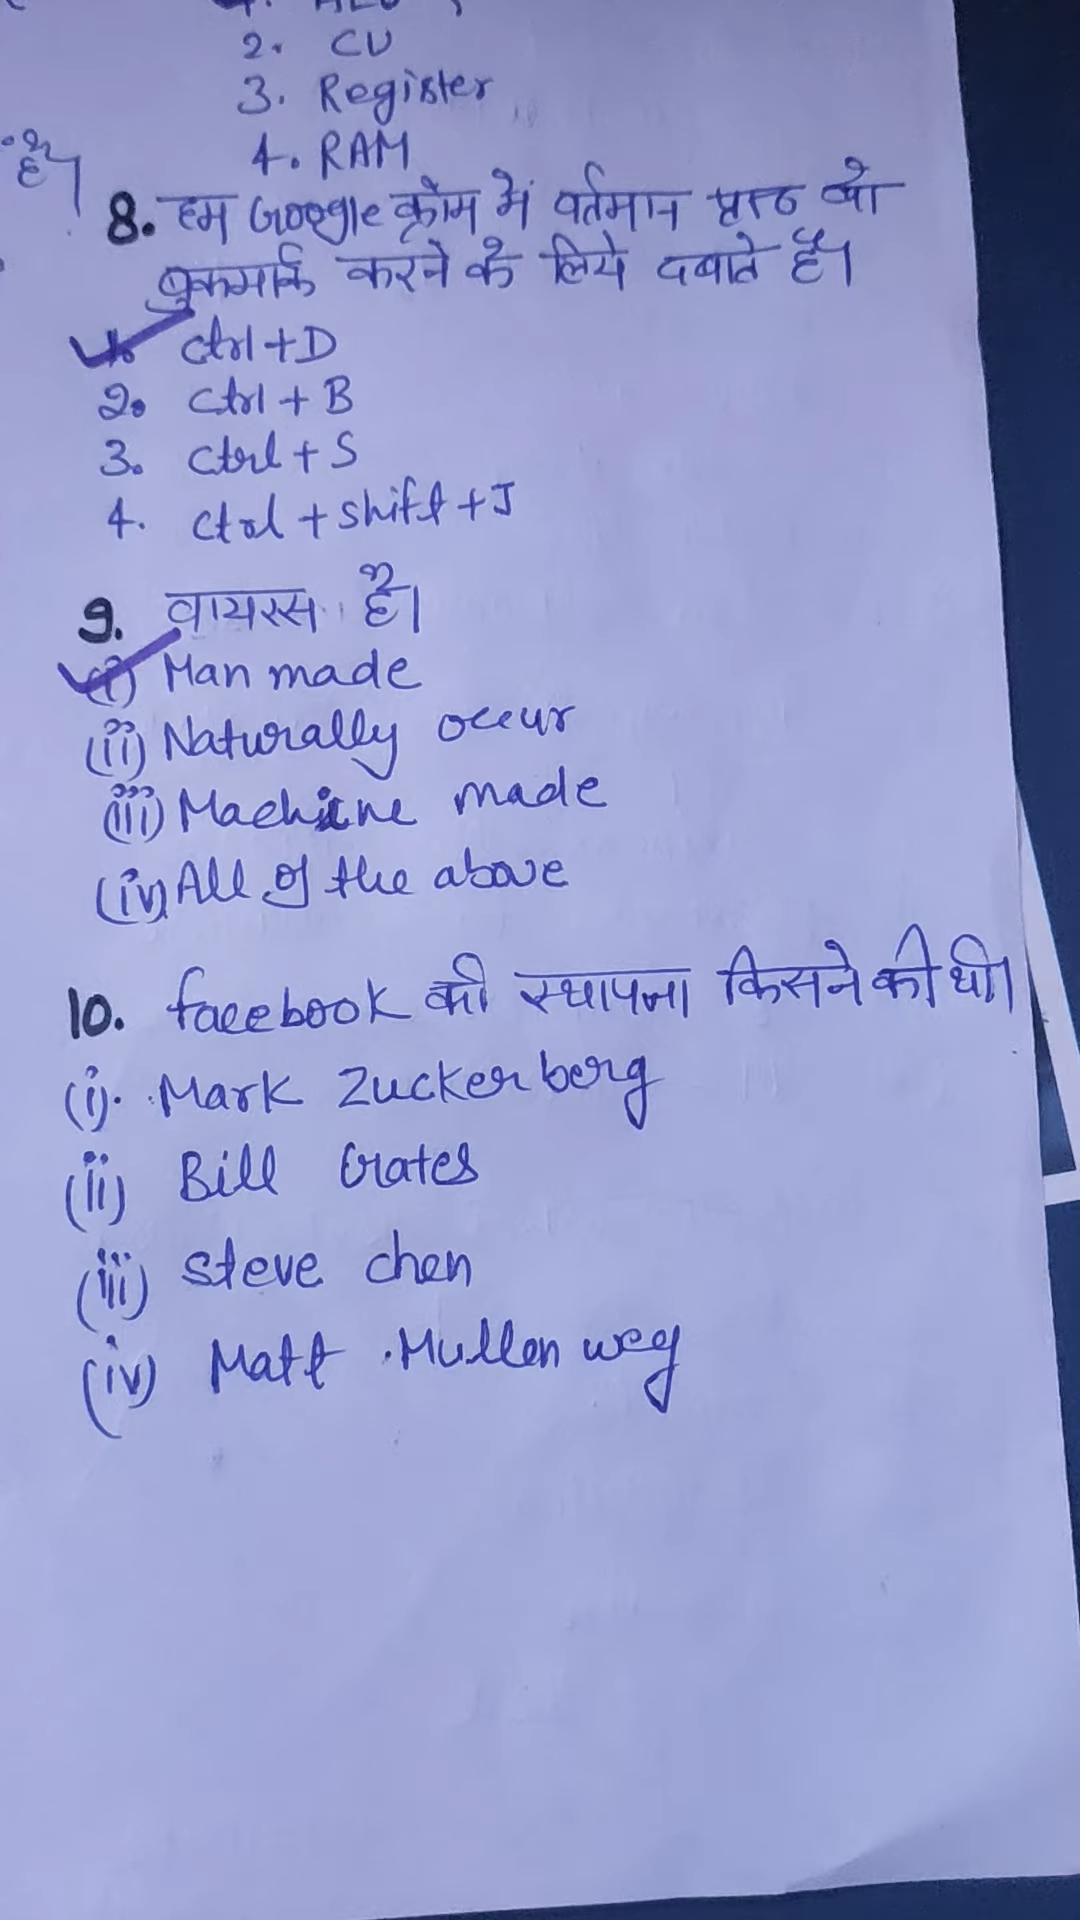 2. CU
3. Register
4. RAM
है।
8. हम Google क्रोम में वर्तमान पृष्ठ को
बुकमार्क करने के लिये दबाते हैं।
1. ctrl+D
2. ctrl+B
3. ctrl+S
4. ctrl+shift+J
9. वायरस है।
(i) Man made
(ii) Naturally occur
(iii) Machine made
(iv) All of the above
10. facebook की स्थापना किसने की थी।
(i). Mark Zuckerberg
(ii) Bill Gates
(iii) steve chen
(iv) Matt Mullen weg